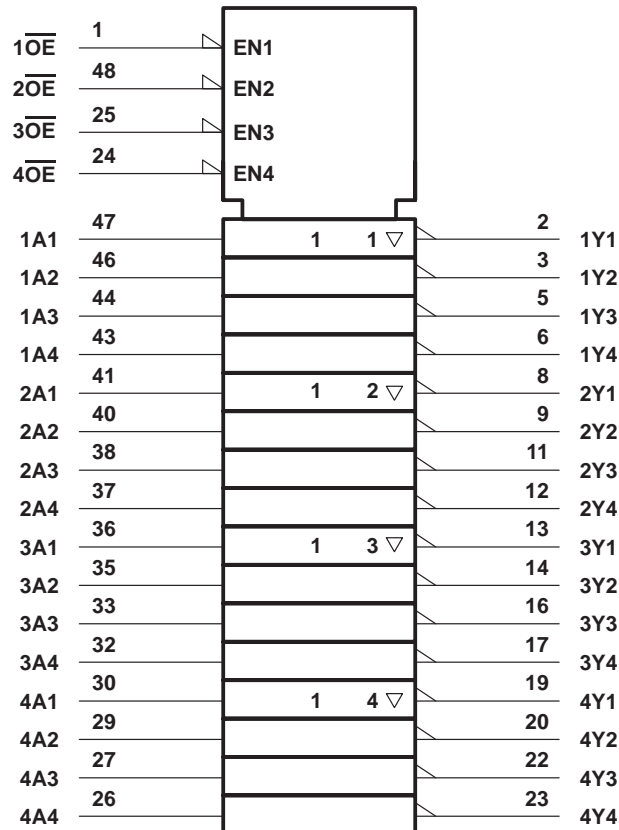 1O̅E̅ 1 EN1
2O̅E̅ 48 EN2
3O̅E̅ 25 EN3
4O̅E̅ 24 EN4
1A1 47 1 1 ▽ 2 1Y1
1A2 46 3 1Y2
1A3 44 5 1Y3
1A4 43 6 1Y4
2A1 41 1 2 ▽ 8 2Y1
2A2 40 9 2Y2
2A3 38 11 2Y3
2A4 37 12 2Y4
3A1 36 1 3 ▽ 13 3Y1
3A2 35 14 3Y2
3A3 33 16 3Y3
3A4 32 17 3Y4
4A1 30 1 4 ▽ 19 4Y1
4A2 29 20 4Y2
4A3 27 22 4Y3
4A4 26 23 4Y4